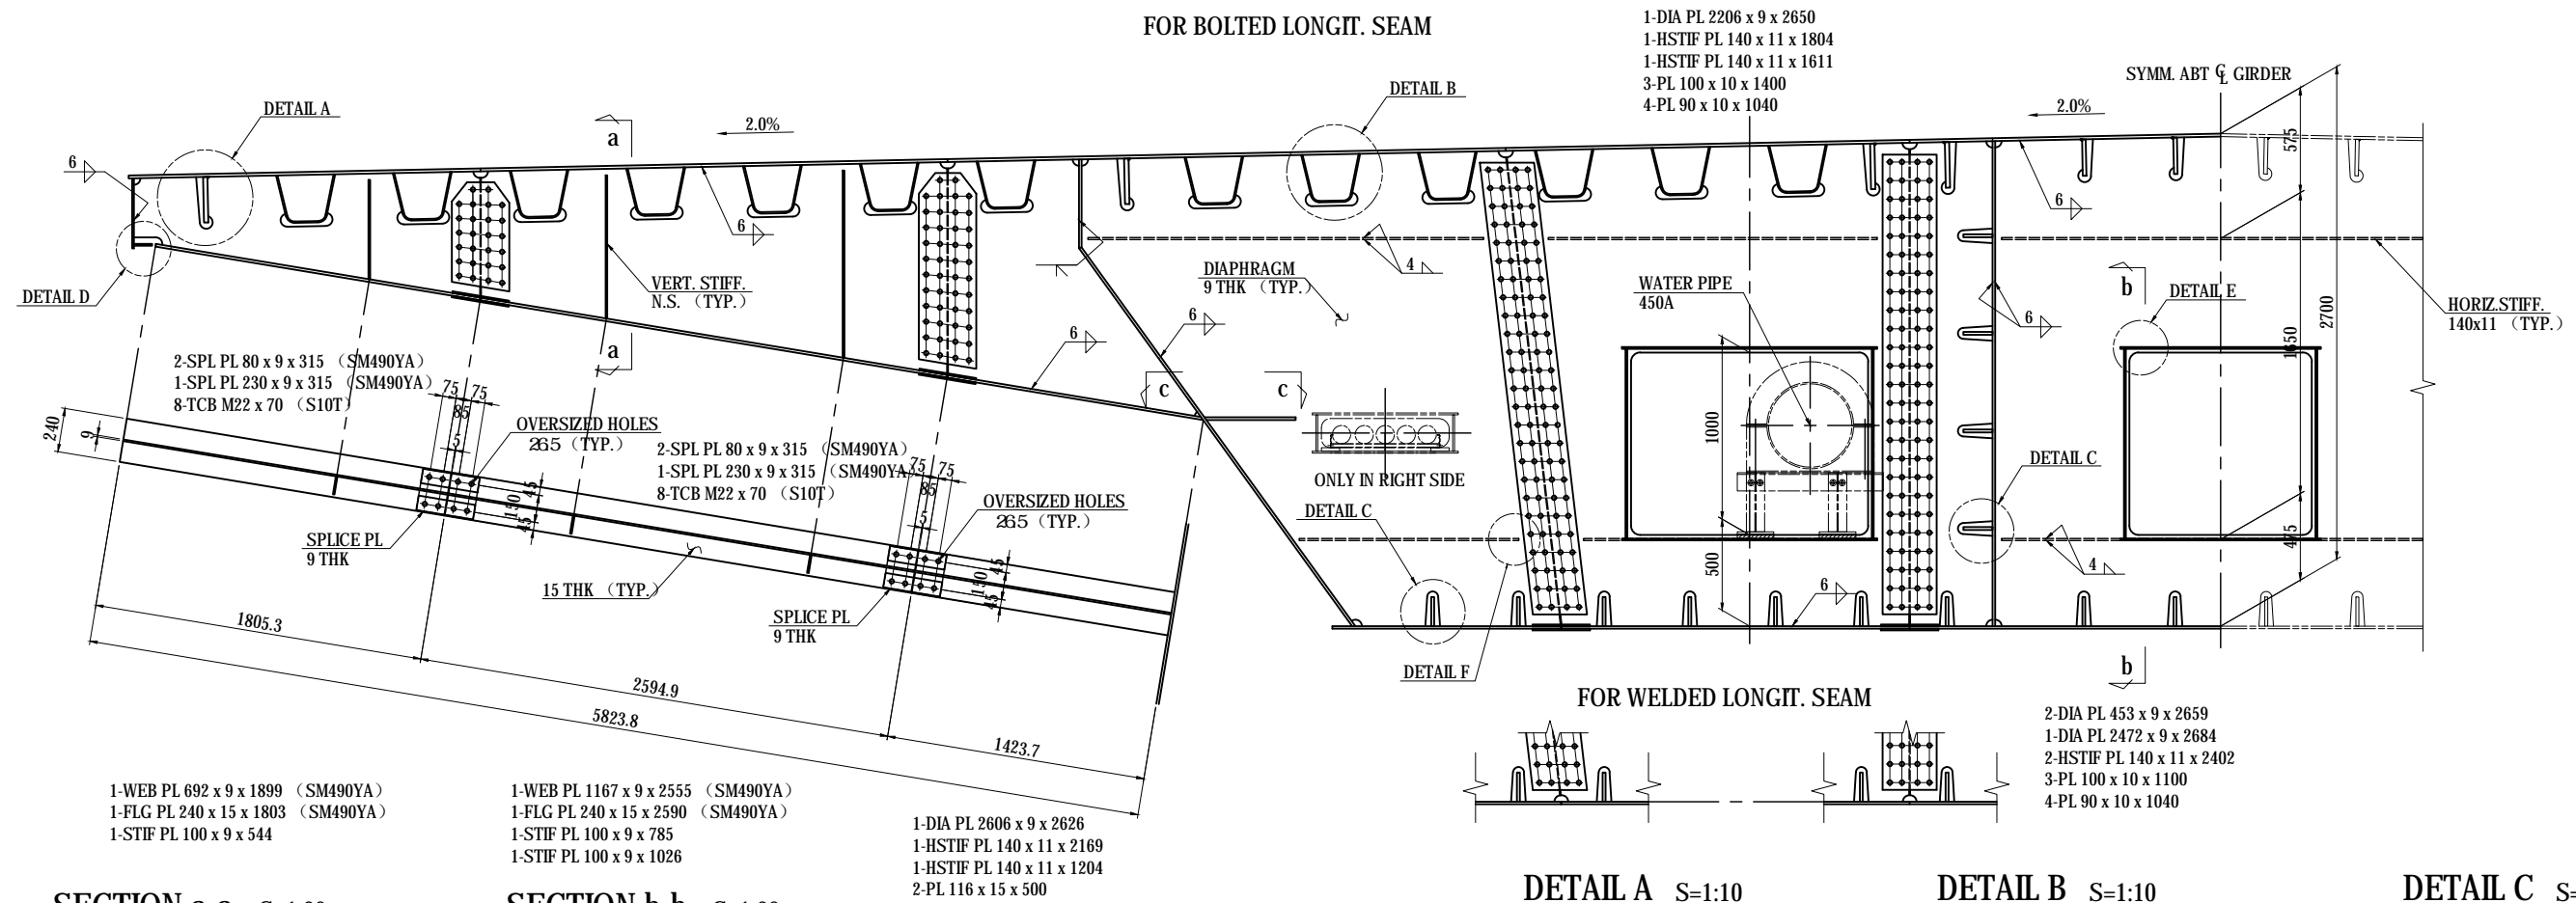 FOR BOLTED LONGIT. SEAM
1-DIA PL 2206 x 9 x 2650
1-HSTIF PL 140 x 11 x 1804
1-HSTIF PL 140 x 11 x 1611
3-PL 100 x 10 x 1400
4-PL 90 x 10 x 1040
SYMM. ABT ℄ GIRDER
DETAIL A
a
2.0%
DETAIL B
2.0%
575
6
6
6
6
DETAIL D
VERT. STIFF.
N.S. （TYP.）
4
DIAPHRAGM
9 THK （TYP.）
WATER PIPE
450A
b
DETAIL E
2700
HORIZ.STIFF.
140x11 （TYP.）
a
6
6
6
1650
2-SPL PL 80 x 9 x 315 （SM490YA）
1-SPL PL 230 x 9 x 315 （SM490YA）
8-TCB M22 x 70 （S10T）
75
75
85
5
c
c
240
9
OVERSIZED HOLES
26.5 （TYP.）
2-SPL PL 80 x 9 x 315 （SM490YA）
1-SPL PL 230 x 9 x 315 （SM490YA）
8-TCB M22 x 70 （S10T）
75
75
85
5
1000
ONLY IN RIGHT SIDE
DETAIL C
45
150
45
OVERSIZED HOLES
26.5 （TYP.）
DETAIL C
SPLICE PL
9 THK
45
150
45
475
500
4
15 THK （TYP.）
6
SPLICE PL
9 THK
1805.3
DETAIL F
b
2594.9
FOR WELDED LONGIT. SEAM
5823.8
1423.7
2-DIA PL 453 x 9 x 2659
1-DIA PL 2472 x 9 x 2684
2-HSTIF PL 140 x 11 x 2402
3-PL 100 x 10 x 1100
4-PL 90 x 10 x 1040
1-WEB PL 692 x 9 x 1899 （SM490YA）
1-FLG PL 240 x 15 x 1803 （SM490YA）
1-STIF PL 100 x 9 x 544
1-WEB PL 1167 x 9 x 2555 （SM490YA）
1-FLG PL 240 x 15 x 2590 （SM490YA）
1-STIF PL 100 x 9 x 785
1-STIF PL 100 x 9 x 1026
1-DIA PL 2606 x 9 x 2626
1-HSTIF PL 140 x 11 x 2169
1-HSTIF PL 140 x 11 x 1204
2-PL 116 x 15 x 500
DETAIL A S=1:10
DETAIL B S=1:10
DETAIL C S=